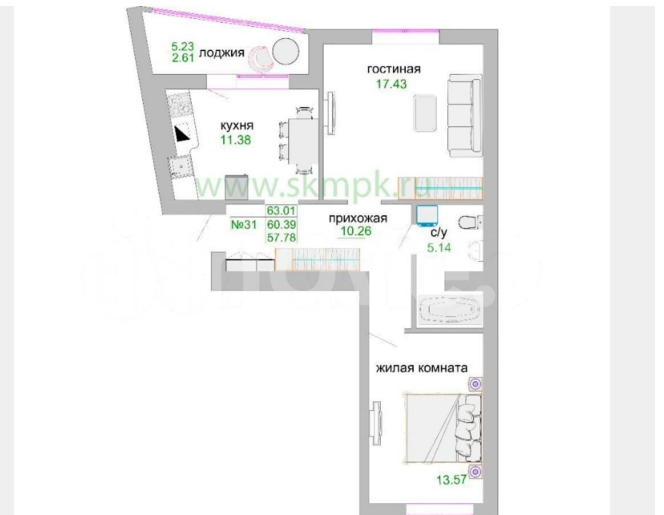 5.23
2.61
лоджия
гостиная
17.43
кухня
11.38
www.skmpk.ru
№31
63.01
60.39
57.78
прихожая
10.26
с/у
5.14
жилая комната
13.57